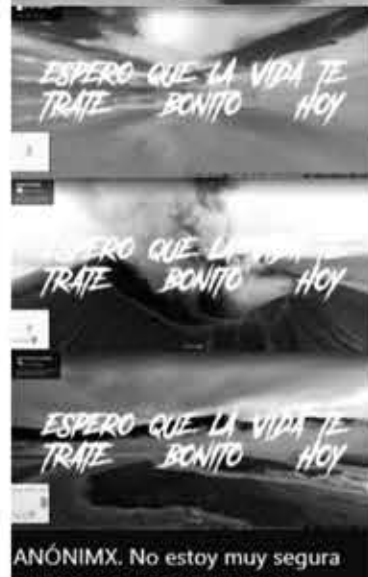 ESPERO QUE LA VIDA TE
TRATE BONITO HOY
ESPERO QUE LA VIDA TE
TRATE BONITO HOY
ESPERO QUE LA VIDA TE
TRATE BONITO HOY
ANÓNIMX. No estoy muy segura